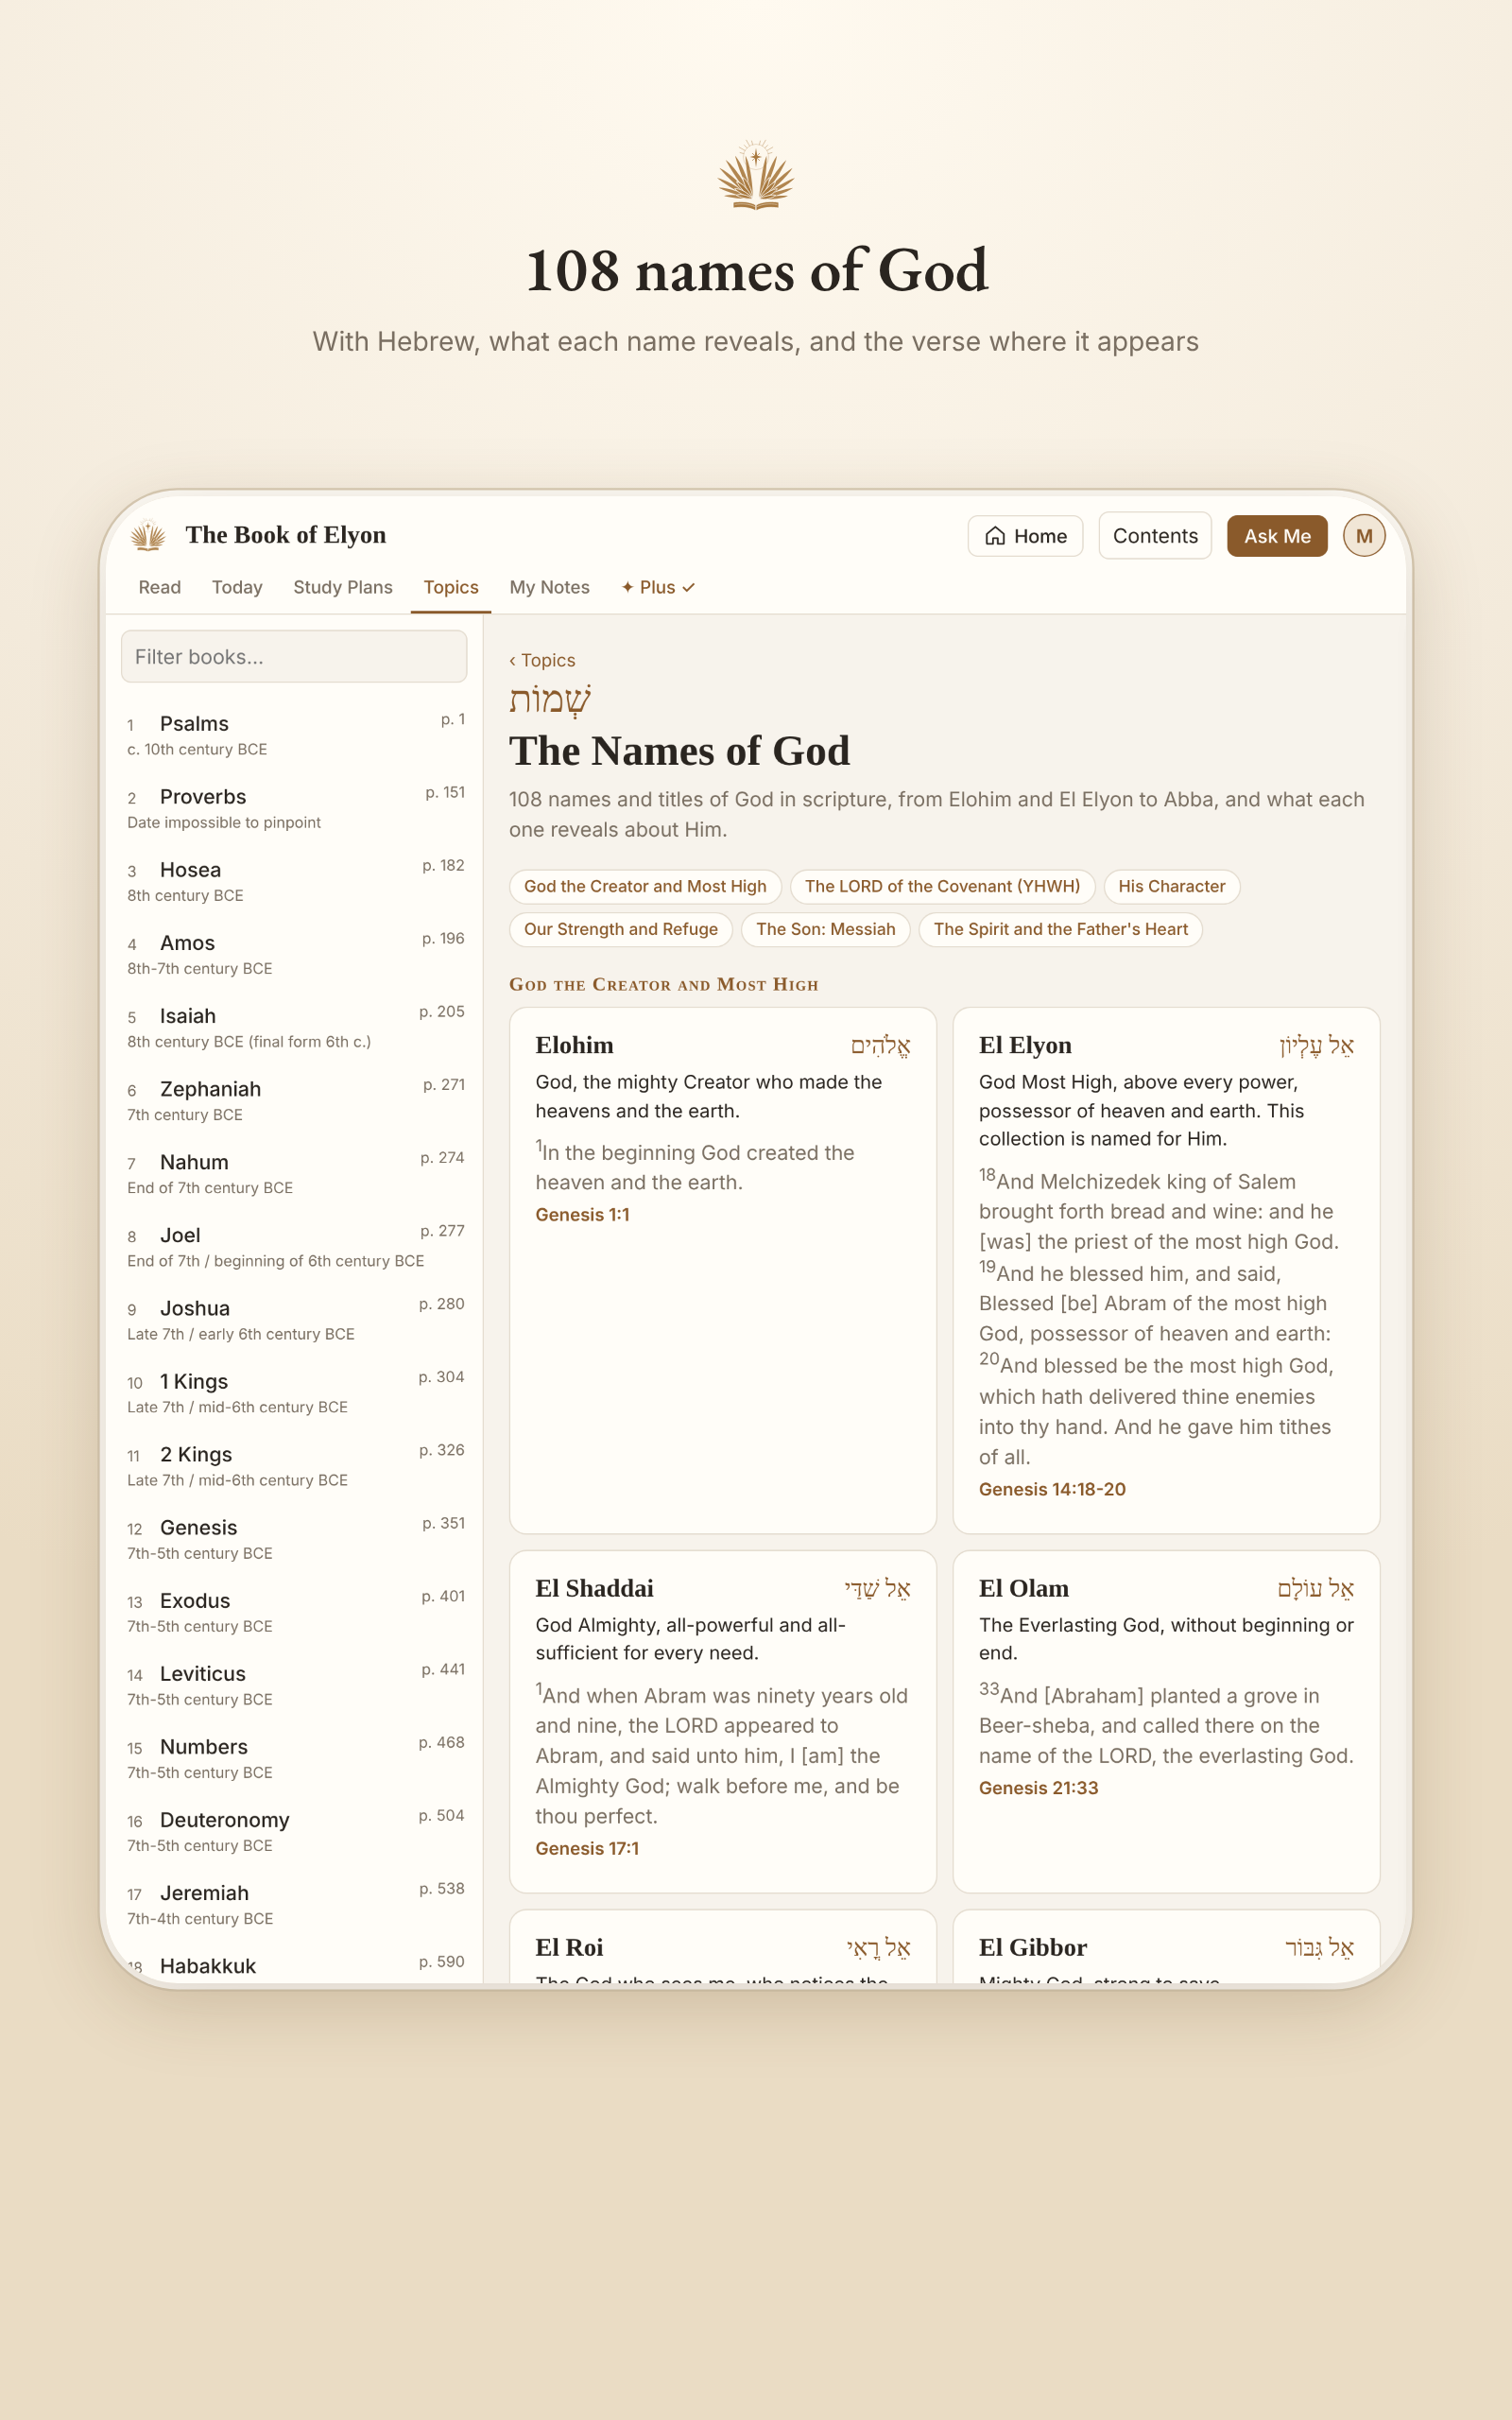 108 names of God
With Hebrew, what each name reveals, and the verse where it appears
The Book of Elyon
Home
Contents
Ask Me
M
Read
Today
Study Plans
Topics
My Notes
✦ Plus ✓
Filter books...
1 Psalms p. 1
c. 10th century BCE
2 Proverbs p. 151
Date impossible to pinpoint
3 Hosea p. 182
8th century BCE
4 Amos p. 196
8th-7th century BCE
5 Isaiah p. 205
8th century BCE (final form 6th c.)
6 Zephaniah p. 271
7th century BCE
7 Nahum p. 274
End of 7th century BCE
8 Joel p. 277
End of 7th / beginning of 6th century BCE
9 Joshua p. 280
Late 7th / early 6th century BCE
10 1 Kings p. 304
Late 7th / mid-6th century BCE
11 2 Kings p. 326
Late 7th / mid-6th century BCE
12 Genesis p. 351
7th-5th century BCE
13 Exodus p. 401
7th-5th century BCE
14 Leviticus p. 441
7th-5th century BCE
15 Numbers p. 468
7th-5th century BCE
16 Deuteronomy p. 504
7th-5th century BCE
17 Jeremiah p. 538
7th-4th century BCE
18 Habakkuk p. 590
‹ Topics
שְׁמוֹת
The Names of God
108 names and titles of God in scripture, from Elohim and El Elyon to Abba, and what each
one reveals about Him.
God the Creator and Most High
The LORD of the Covenant (YHWH)
His Character
Our Strength and Refuge
The Son: Messiah
The Spirit and the Father's Heart
God the Creator and Most High
Elohim אֱלֹהִים
God, the mighty Creator who made the
heavens and the earth.
1In the beginning God created the
heaven and the earth.
Genesis 1:1
El Elyon אֵל עֶלְיוֹן
God Most High, above every power,
possessor of heaven and earth. This
collection is named for Him.
18And Melchizedek king of Salem
brought forth bread and wine: and he
[was] the priest of the most high God.
19And he blessed him, and said,
Blessed [be] Abram of the most high
God, possessor of heaven and earth:
20And blessed be the most high God,
which hath delivered thine enemies
into thy hand. And he gave him tithes
of all.
Genesis 14:18-20
El Shaddai אֵל שַׁדַּי
God Almighty, all-powerful and all-
sufficient for every need.
1And when Abram was ninety years old
and nine, the LORD appeared to
Abram, and said unto him, I [am] the
Almighty God; walk before me, and be
thou perfect.
Genesis 17:1
El Olam אֵל עוֹלָם
The Everlasting God, without beginning or
end.
33And [Abraham] planted a grove in
Beer-sheba, and called there on the
name of the LORD, the everlasting God.
Genesis 21:33
El Roi אֵל רֳאִי
The God who sees me, who notices the
El Gibbor אֵל גִּבּוֹר
Mighty God, strong to save